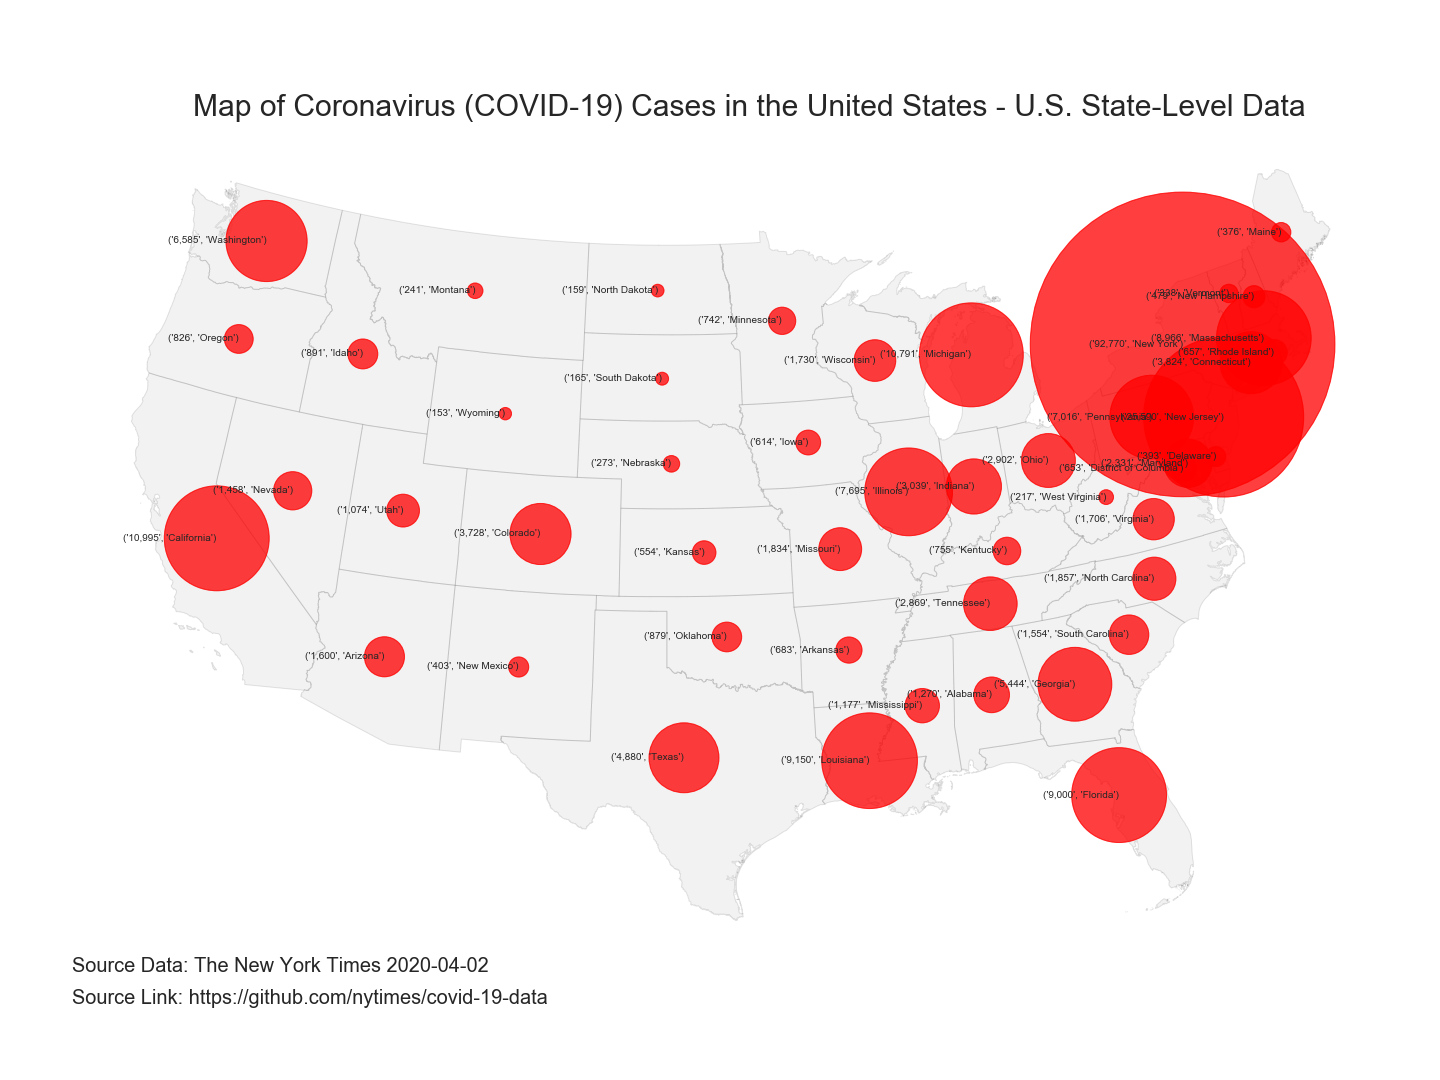 Map of Coronavirus (COVID-19) Cases in the United States - U.S. State-Level Data
('376', 'Maine')
('6,585', 'Washington')
('241', 'Montana')
('159', 'North Dakota')
'Vermont')
('479', 'New Hampshire')
('742', 'Minnesota')
('826', 'Oregon')
('8,966', 'Massachusetts')
('92,770', 'New York')
('891', 'Idaho')
('10,791', 'Michigan')
('657', 'Rhode Island')
('1,730', 'Wisconsin')
('3,824', 'Connecticut')
('165', 'South Dakota')
('153', 'Wyoming')
('7,016',
'New Jersey')
('614', 'Iowa')
('393', 'Delaware')
('2,902', 'Ohio')
('2,331',
('273', 'Nebraska')
('653', 'District of Columbia')
('3,039', 'Indiana')
('1,458', 'Nevada')
('7,695', 'Illinois')
('217', 'West Virginia')
('1,074', 'Utah')
('1,706', 'Virginia')
('3,728', 'Colorado')
('10,995', 'California')
('1,834', 'Missouri')
('755', 'Kentucky')
('554', 'Kansas')
('1,857', 'North Carolina')
('2,869', 'Tennessee')
('1,554', 'South Carolina')
('879', 'Oklahoma')
('683', 'Arkansas')
('1,600', 'Arizona')
('403', 'New Mexico')
('5,444', 'Georgia')
('1,270', 'Alabama')
('1,177', 'Mississippi')
('4,880', 'Texas')
('9,150', 'Louisiana')
('9,000', 'Florida')
Source Data: The New York Times 2020-04-02
Source Link: https://github.com/nytimes/covid-19-data